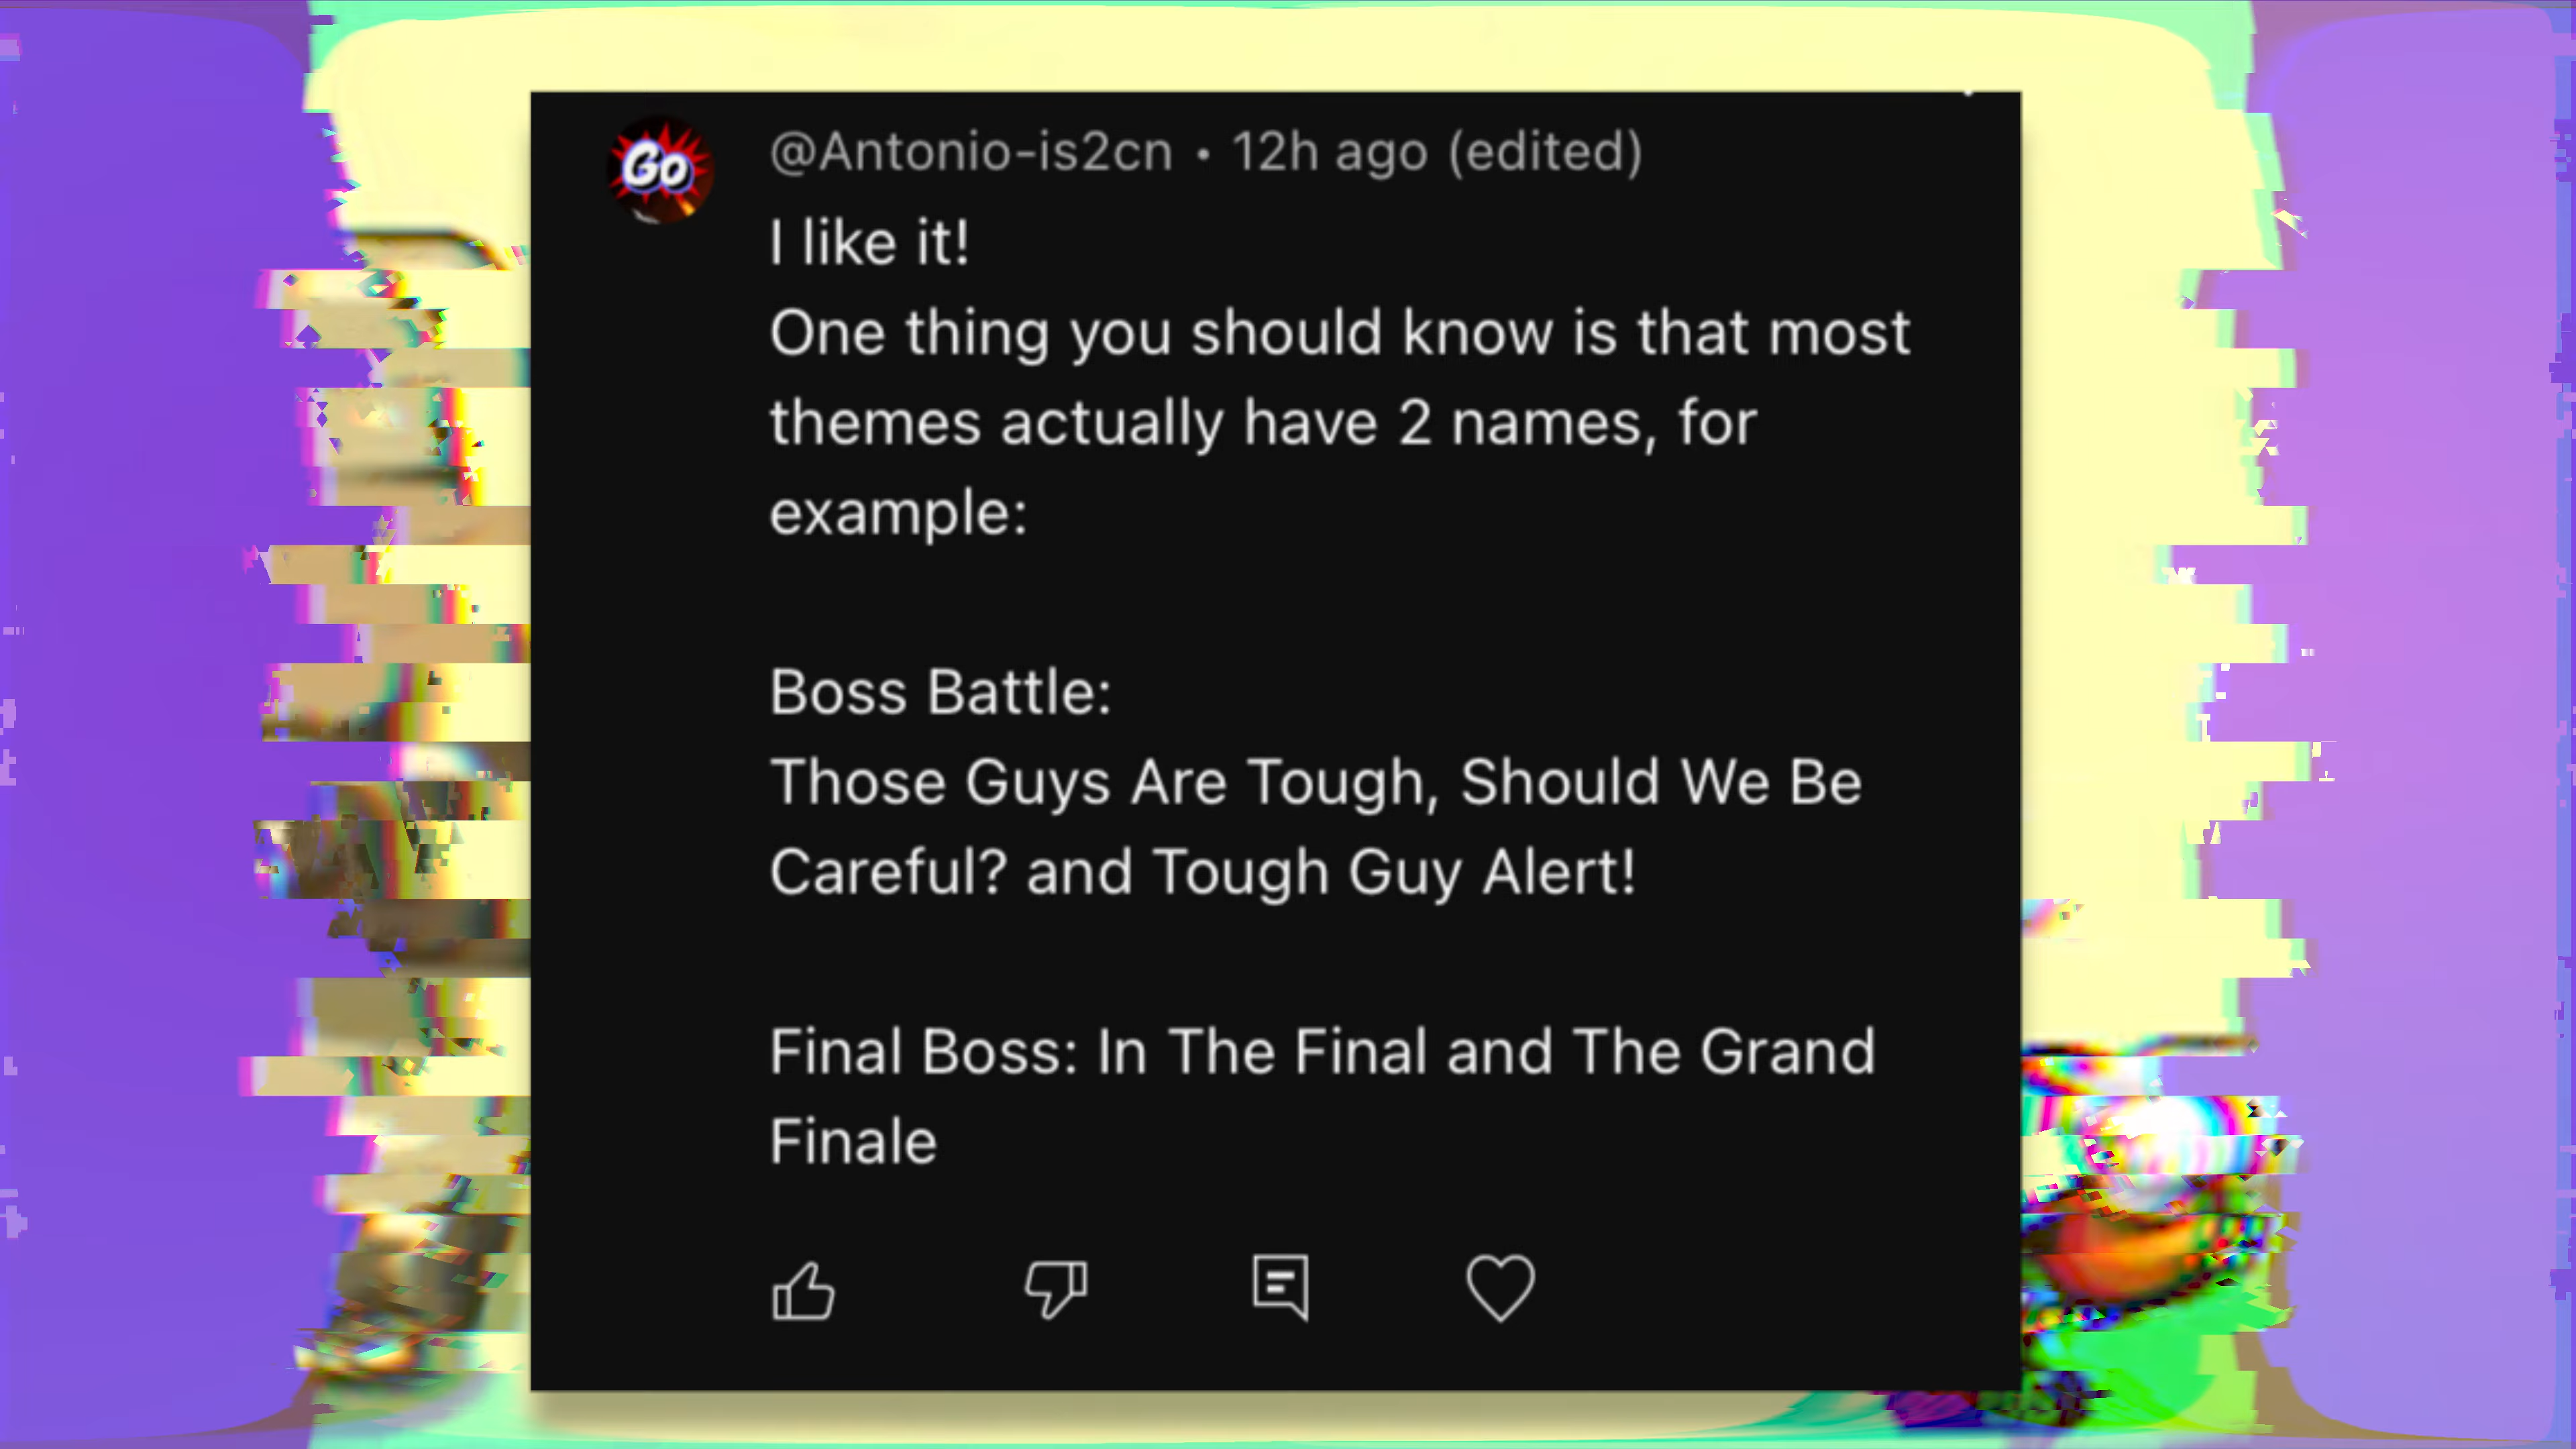 Go
@Antonio-is2cn • 12h ago (edited)
I like it!
One thing you should know is that most
themes actually have 2 names, for
example:
Boss Battle:
Those Guys Are Tough, Should We Be
Careful? and Tough Guy Alert!
Final Boss: In The Final and The Grand
Finale